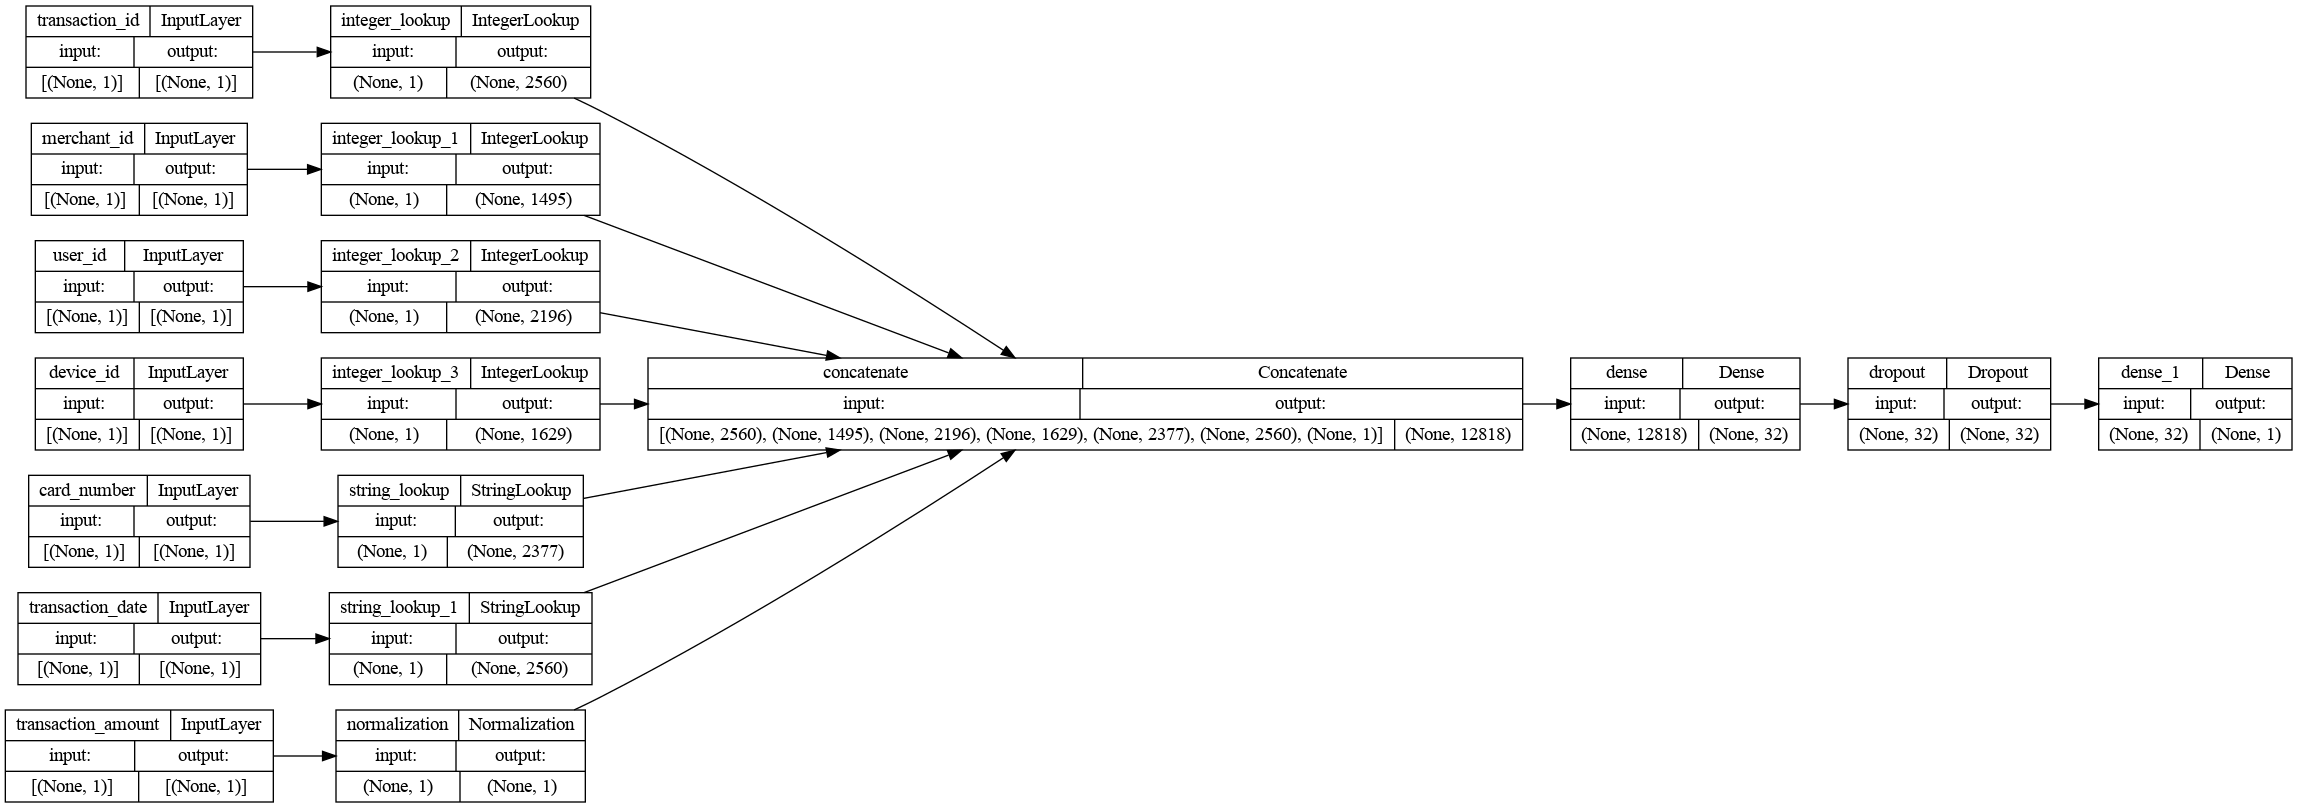 transaction_id InputLayer
input: output:
[(None, 1)] [(None, 1)]
integer_lookup IntegerLookup
input: output:
(None, 1) (None, 2560)
merchant_id InputLayer
input: output:
[(None, 1)] [(None, 1)]
integer_lookup_1 IntegerLookup
input: output:
(None, 1) (None, 1495)
user_id InputLayer
input: output:
[(None, 1)] [(None, 1)]
integer_lookup_2 IntegerLookup
input: output:
(None, 1) (None, 2196)
device_id InputLayer
input: output:
[(None, 1)] [(None, 1)]
integer_lookup_3 IntegerLookup
input: output:
(None, 1) (None, 1629)
card_number InputLayer
input: output:
[(None, 1)] [(None, 1)]
string_lookup StringLookup
input: output:
(None, 1) (None, 2377)
transaction_date InputLayer
input: output:
[(None, 1)] [(None, 1)]
string_lookup_1 StringLookup
input: output:
(None, 1) (None, 2560)
transaction_amount InputLayer
input: output:
[(None, 1)] [(None, 1)]
normalization Normalization
input: output:
(None, 1) (None, 1)
concatenate Concatenate
input: output:
[(None, 2560), (None, 1495), (None, 2196), (None, 1629), (None, 2377), (None, 2560), (None, 1)] (None, 12818)
dense Dense
input: output:
(None, 12818) (None, 32)
dropout Dropout
input: output:
(None, 32) (None, 32)
dense_1 Dense
input: output:
(None, 32) (None, 1)